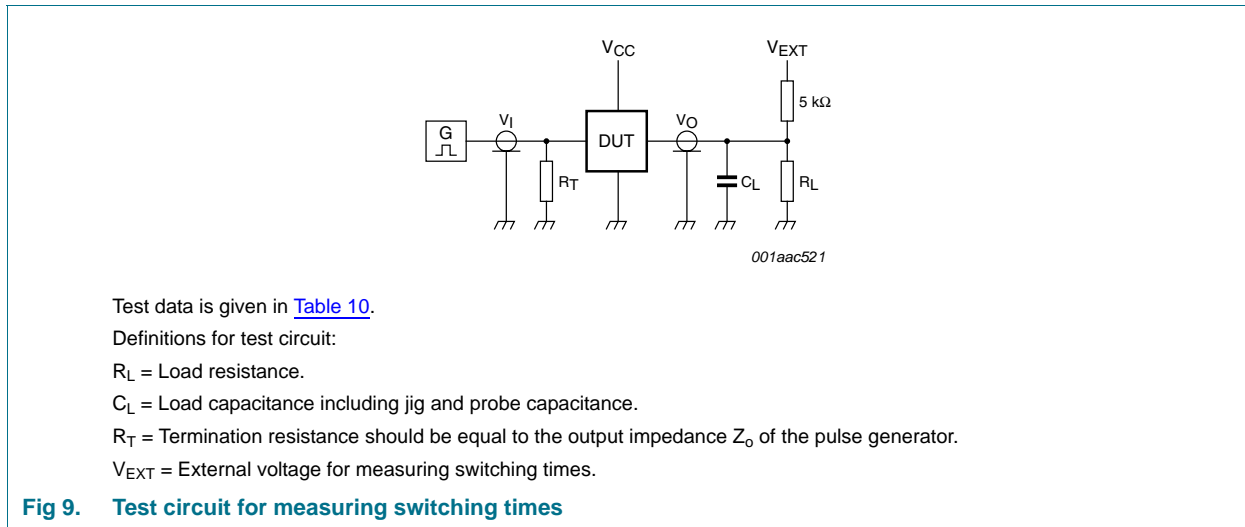 VCC
VEXT
5 kΩ
G
VI
DUT
VO
RT
CL
RL
001aac521
Test data is given in Table 10.
Definitions for test circuit:
RL = Load resistance.
CL = Load capacitance including jig and probe capacitance.
RT = Termination resistance should be equal to the output impedance Zo of the pulse generator.
VEXT = External voltage for measuring switching times.
Fig 9. Test circuit for measuring switching times